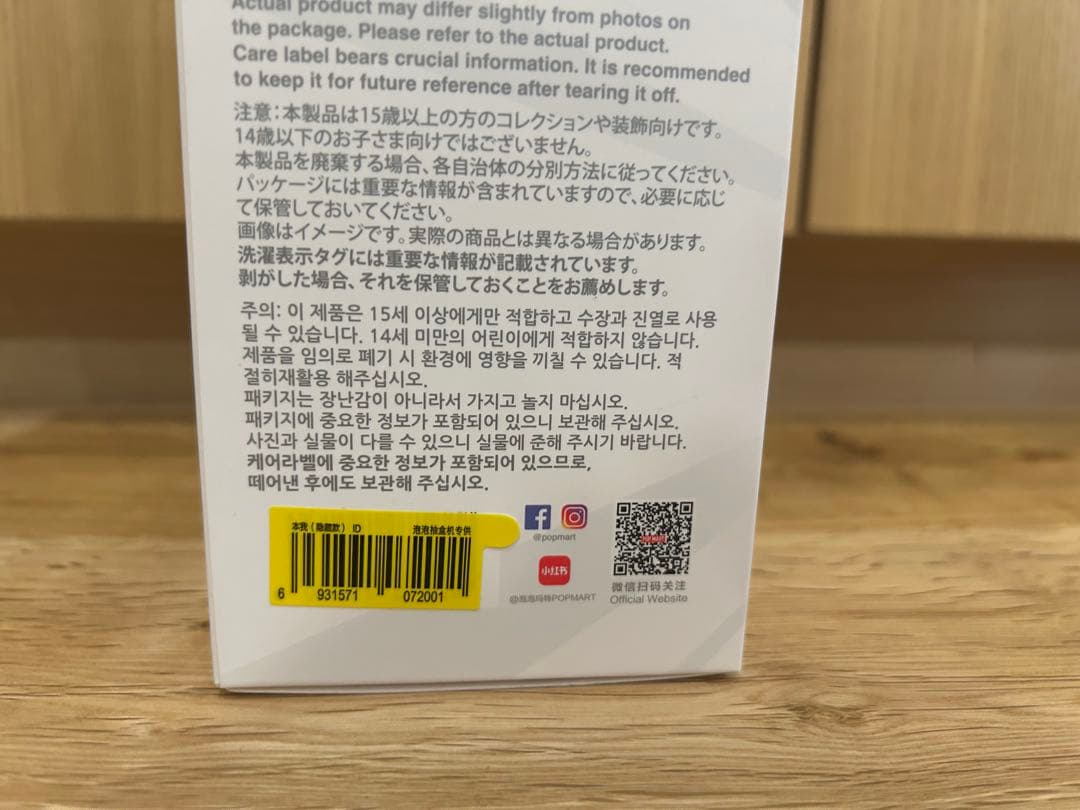 Actual product may differ slightly from photos on
the package. Please refer to the actual product.
Care label bears crucial information. It is recommended
to keep it for future reference after tearing it off.
注意：本製品は15歳以上の方のコレクションや装飾向けです。
14歳以下のお子さま向けではございません。
本製品を廃棄する場合、各自治体の分別方法に従ってください。
パッケージには重要な情報が含まれていますので、必要に応じ
て保管しておいてください。
画像はイメージです。実際の商品とは異なる場合があります。
洗濯表示タグには重要な情報が記載されています。
剥がした場合、それを保管しておくことをお薦めします。
주의: 이 제품은 15세 이상에게만 적합하고 수장과 진열로 사용
될 수 있습니다. 14세 미만의 어린이에게 적합하지 않습니다.
제품을 임의로 폐기 시 환경에 영향을 끼칠 수 있습니다. 적
절히재활용 해주십시오.
패키지는 장난감이 아니라서 가지고 놀지 마십시오.
패키지에 중요한 정보가 포함되어 있으니 보관해 주십시오.
사진과 실물이 다를 수 있으니 실물에 준해 주시기 바랍니다.
케어라벨에 중요한 정보가 포함되어 있으므로,
떼어낸 후에도 보관해 주십시오.
本我（隐藏款） ID 泡泡抽盒机专供
6 931571 072001
@popmart
小红书
@泡泡玛特POPMART
POP MART
微信扫码关注
Official Website